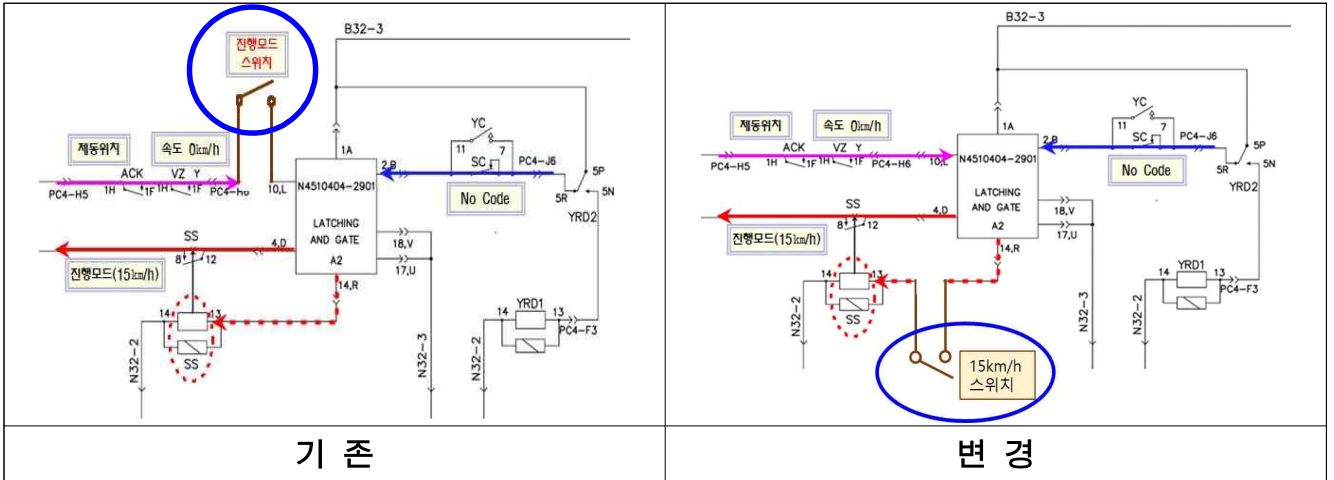 B32-3
진행모드
스위치
제동위치
속도 0km/h
ACK
VZ Y
1H
1F
1H
1F
PC4-H5
PC4-H6
10,L
1A
2,B
N4510404-2901
LATCHING
AND GATE
A2
YC
11
7
SC
PC4-J6
No Code
5P
5R
5N
YRD2
SS
8
12
4,D
진행모드(15km/h)
18,V
17,U
14,R
14
13
SS
N32-2
N32-3
YRD1
14
13
PC4-F3
N32-2
기 존
B32-3
제동위치
속도 0km/h
ACK
VZ Y
1H
1F
1H
1F
PC4-H5
PC4-H6
10,L
1A
2,B
N4510404-2901
LATCHING
AND GATE
A2
YC
11
7
SC
PC4-J6
No Code
5P
5R
5N
YRD2
SS
8
12
4,D
진행모드(15km/h)
18,V
17,U
14,R
14
13
SS
N32-2
15km/h
스위치
N32-3
YRD1
14
13
PC4-F3
N32-2
변 경